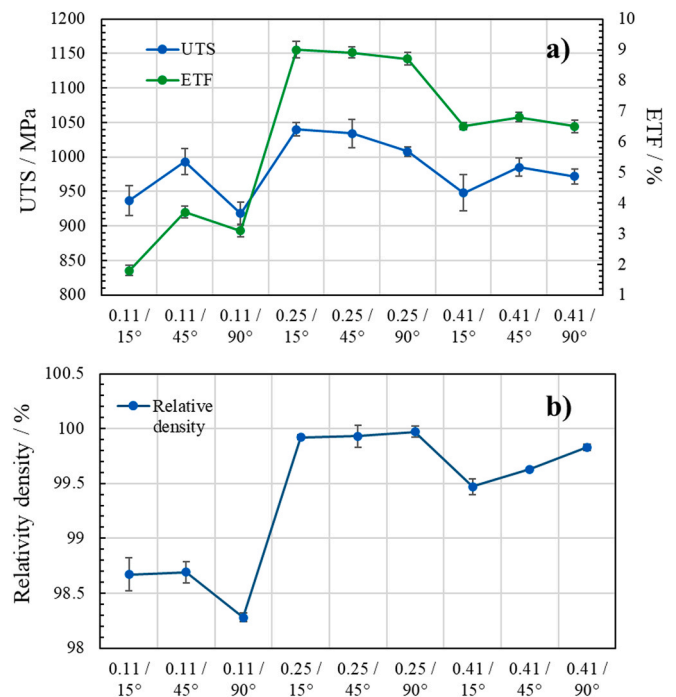 1200
1150
1100
1050
1000
950
900
850
800
UTS / MPa
UTS
ETF
a)
10
9
8
7
6
5
4
3
2
1
ETF / %
0.11 / 0.11 / 0.11 / 0.25 / 0.25 / 0.25 / 0.41 / 0.41 / 0.41 /
15° 45° 90° 15° 45° 90° 15° 45° 90°
100.5
100
99.5
99
98.5
98
Relativity density / %
Relative
density
b)
0.11 / 0.11 / 0.11 / 0.25 / 0.25 / 0.25 / 0.41 / 0.41 / 0.41 /
15° 45° 90° 15° 45° 90° 15° 45° 90°